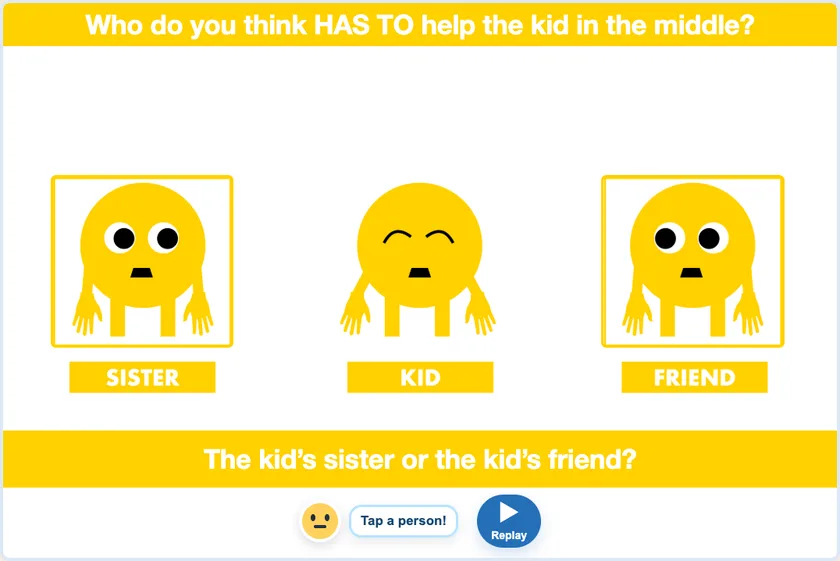 Who do you think HAS TO help the kid in the middle?
SISTER
KID
FRIEND
The kid’s sister or the kid’s friend?
Tap a person!
Replay